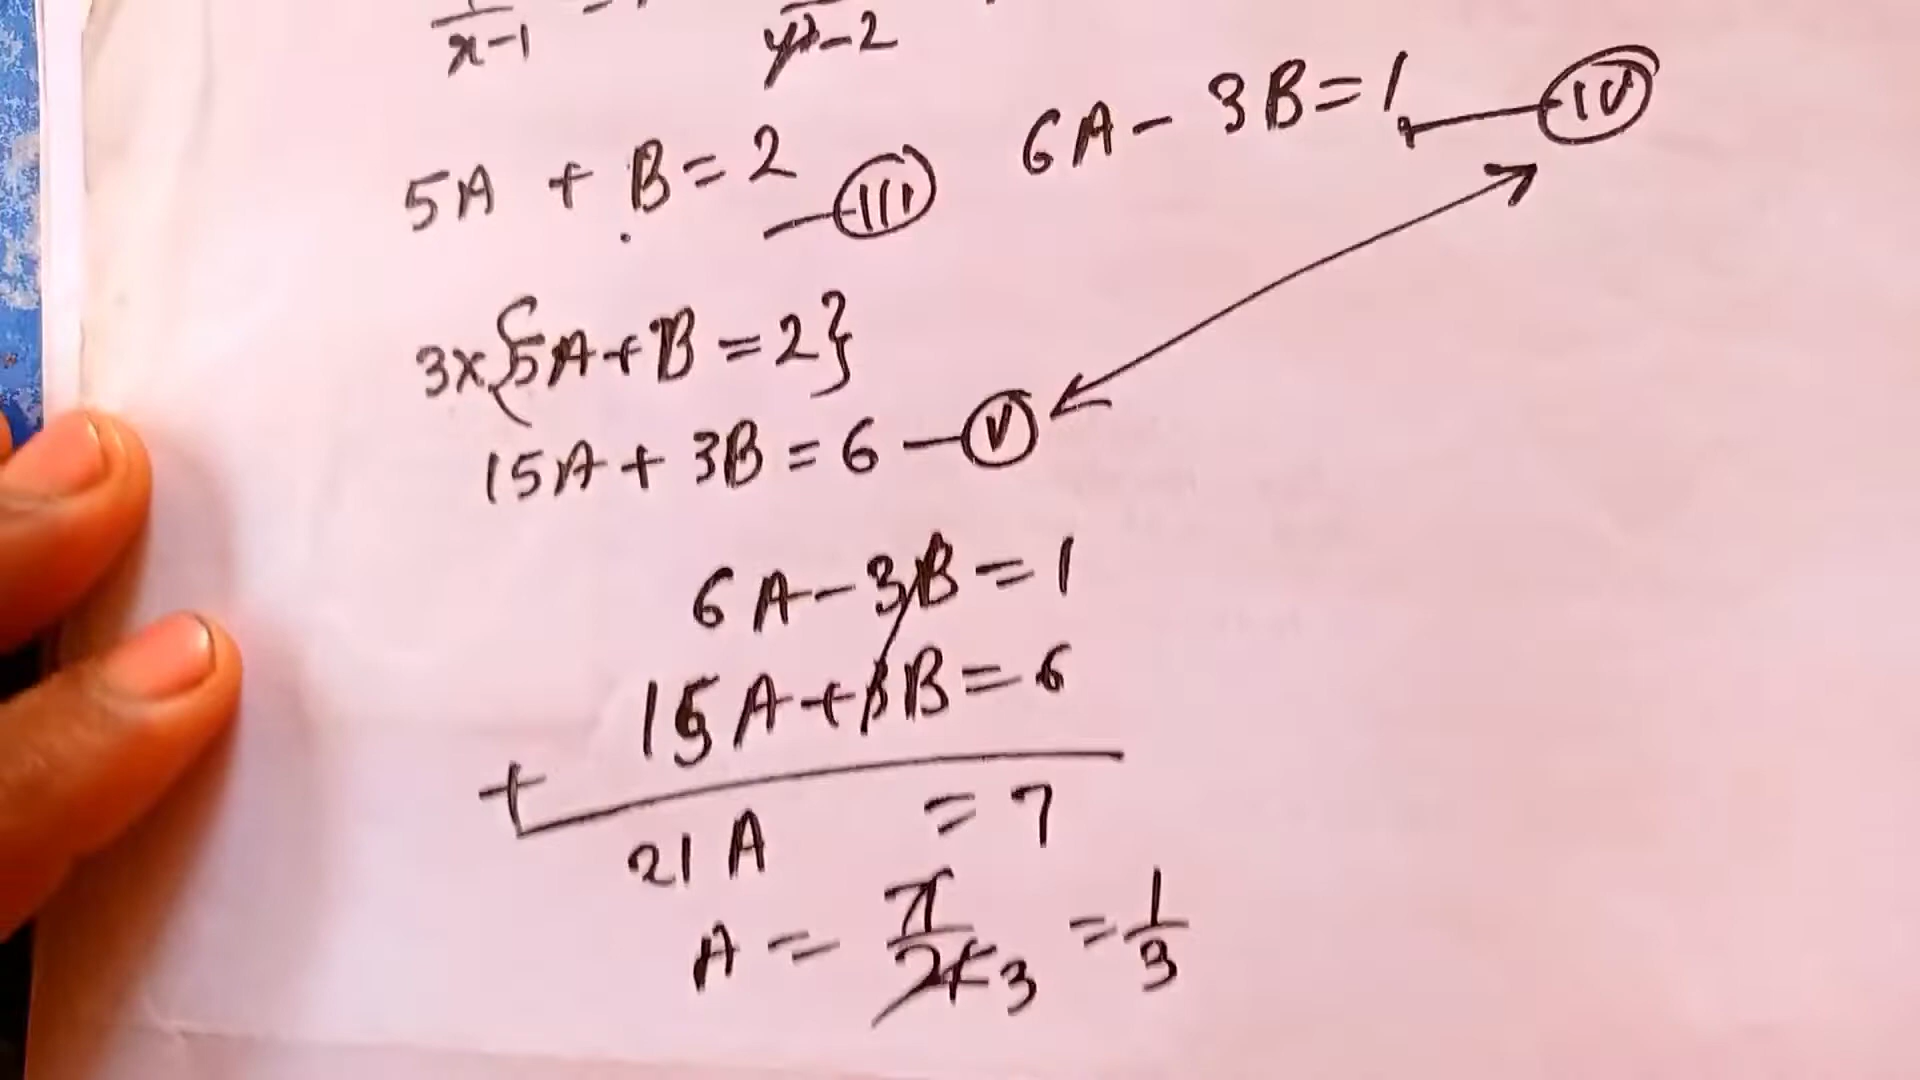 x-1 y-2
5A + B = 2 — III
6A - 3B = 1 — IV
3x{5A + B = 2}
15A + 3B = 6 — V
6A - 3B = 1
15A + 3B = 6
+
21A = 7
A = 7/21 3 = 1/3